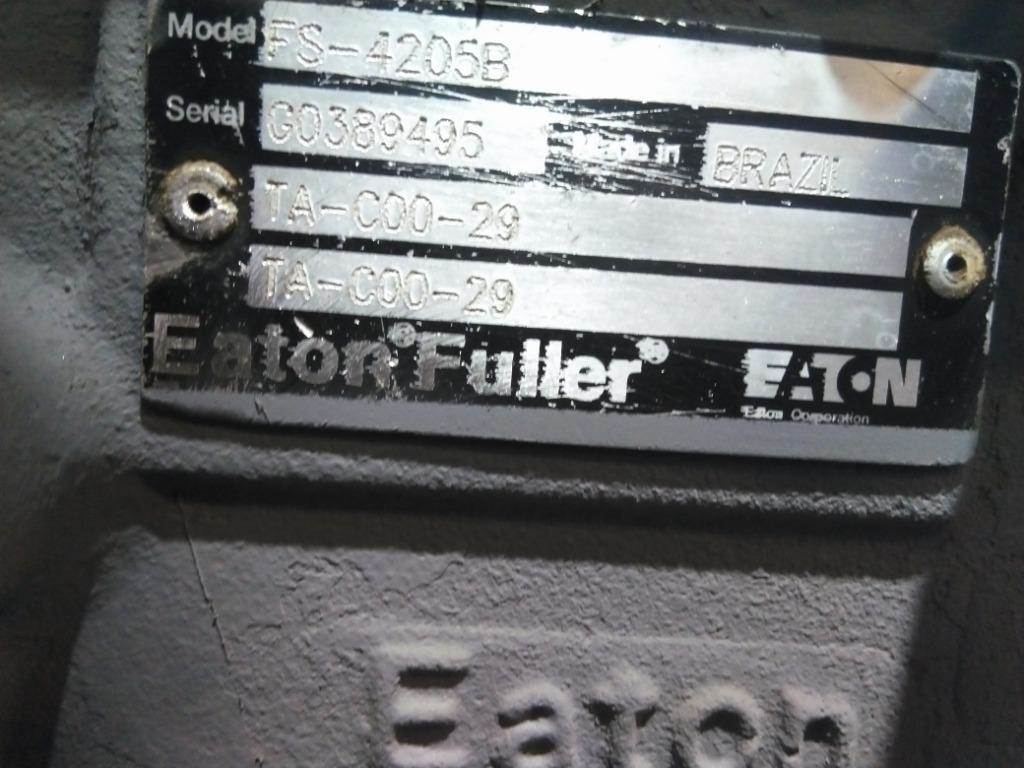 Model FS-4205B
Serial G0389495 Made in BRAZIL
TA-C00-29
TA-C00-29
Eaton® Fuller® EATON
Eaton Corporation
Eaton